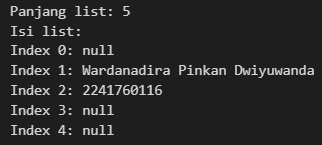 Panjang list: 5
Isi list:
Index 0: null
Index 1: Wardanadira Pinkan Dwiyuwanda
Index 2: 2241760116
Index 3: null
Index 4: null